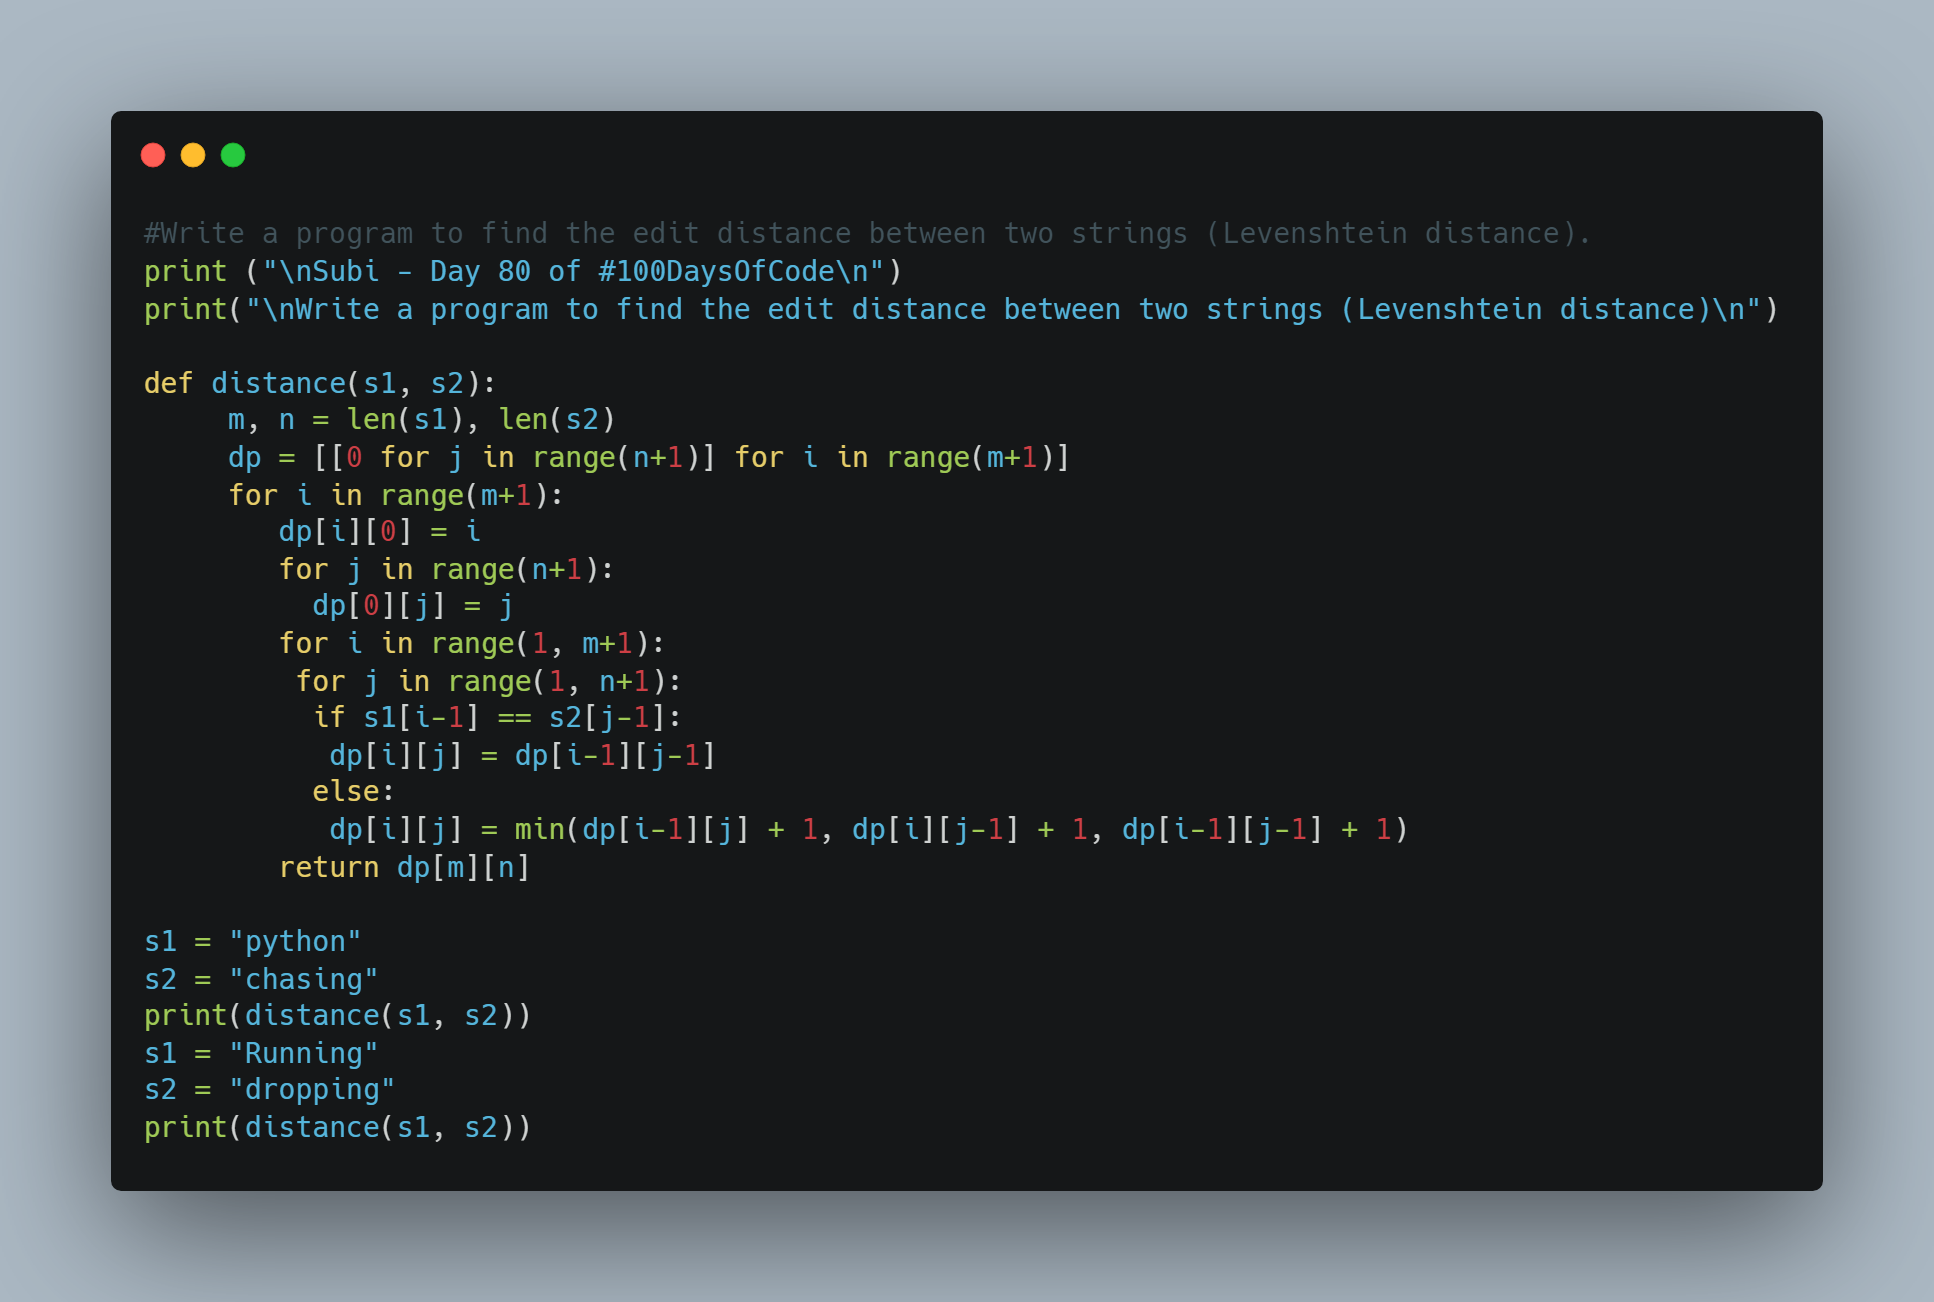 #Write a program to find the edit distance between two strings (Levenshtein distance).
print ("\nSubi - Day 80 of #100DaysOfCode\n")
print("\nWrite a program to find the edit distance between two strings (Levenshtein distance)\n")

def distance(s1, s2):
     m, n = len(s1), len(s2)
     dp = [[0 for j in range(n+1)] for i in range(m+1)]
     for i in range(m+1):
        dp[i][0] = i
        for j in range(n+1):
          dp[0][j] = j
        for i in range(1, m+1):
         for j in range(1, n+1):
          if s1[i-1] == s2[j-1]:
           dp[i][j] = dp[i-1][j-1]
          else:
           dp[i][j] = min(dp[i-1][j] + 1, dp[i][j-1] + 1, dp[i-1][j-1] + 1)
        return dp[m][n]

s1 = "python"
s2 = "chasing"
print(distance(s1, s2))
s1 = "Running"
s2 = "dropping"
print(distance(s1, s2))